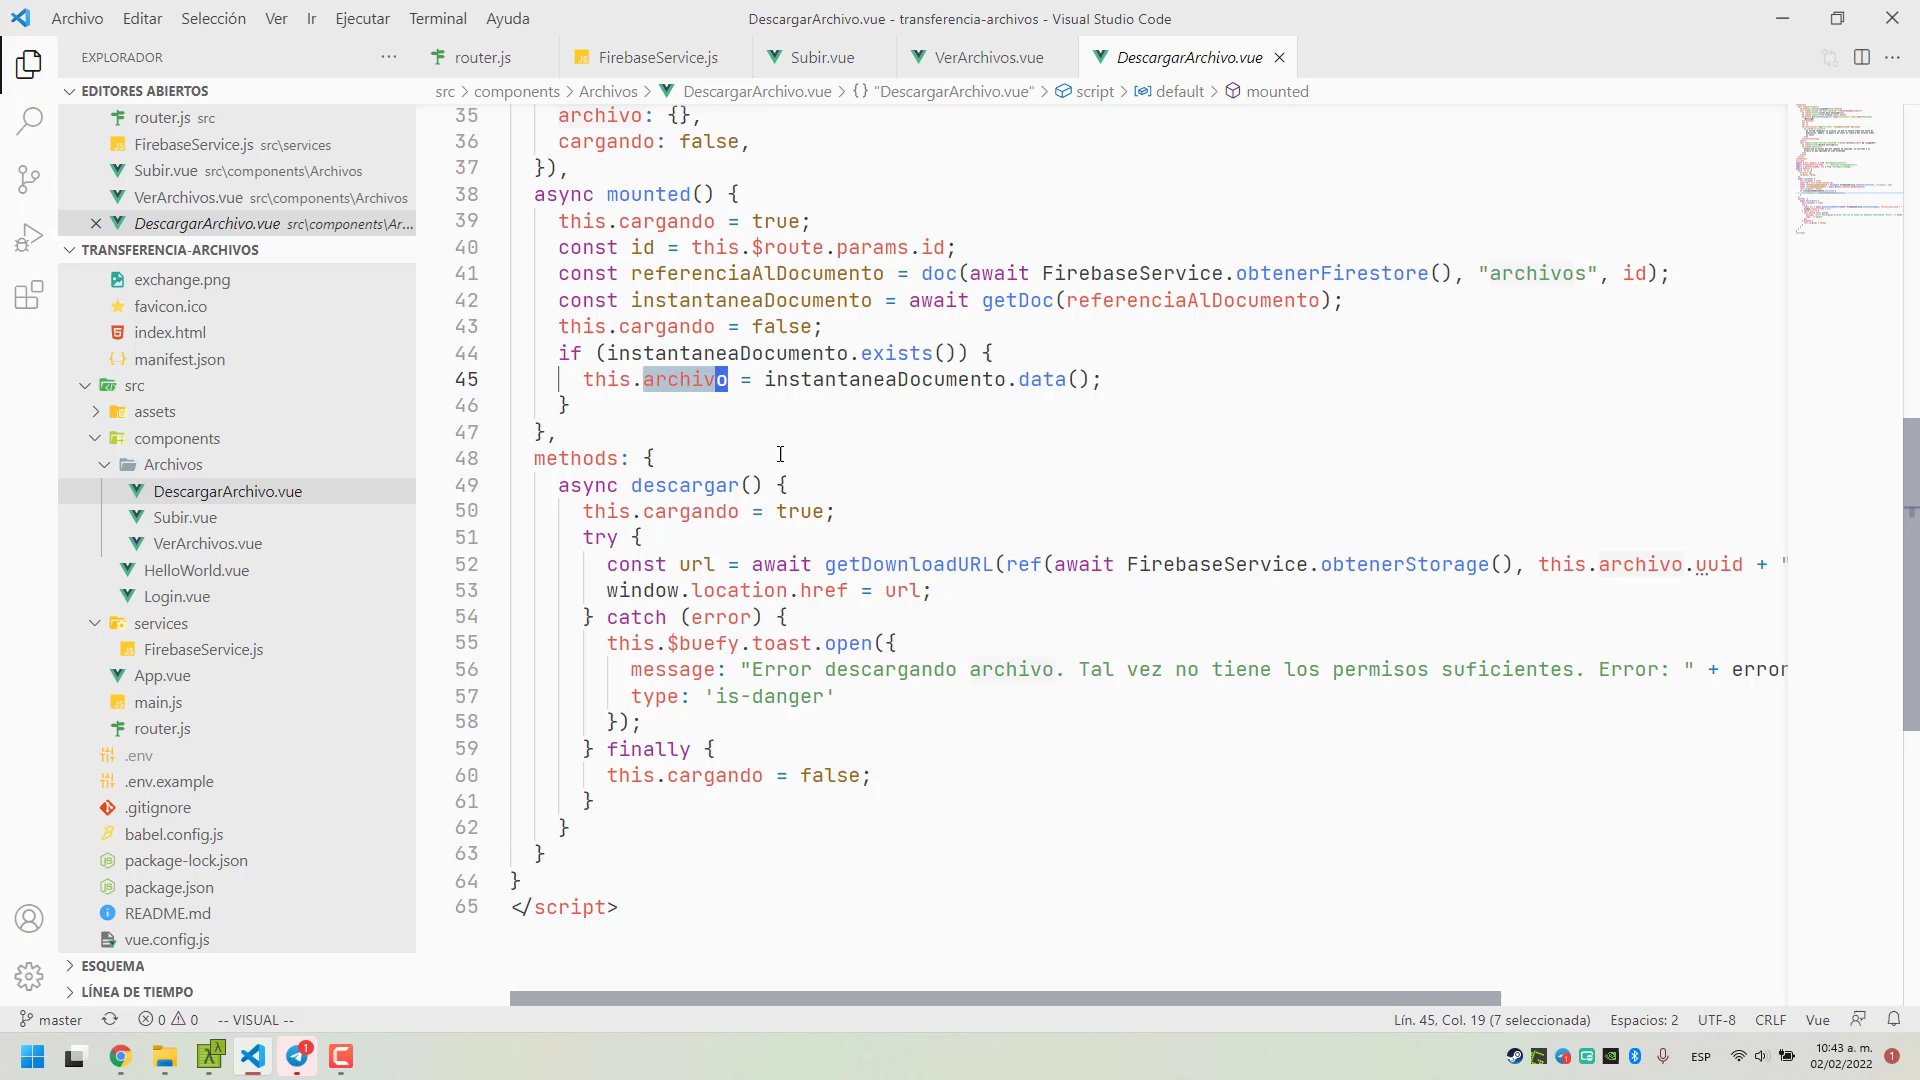 Archivo Editar Selección Ver Ir Ejecutar Terminal Ayuda
DescargarArchivo.vue - transferencia-archivos - Visual Studio Code
EXPLORADOR
router.js FirebaseService.js Subir.vue VerArchivos.vue DescargarArchivo.vue
EDITORES ABIERTOS
router.js src
FirebaseService.js src\services
Subir.vue src\components\Archivos
VerArchivos.vue src\components\Archivos
DescargarArchivo.vue src\components\Ar...
TRANSFERENCIA-ARCHIVOS
exchange.png
favicon.ico
index.html
manifest.json
src
assets
components
Archivos
DescargarArchivo.vue
Subir.vue
VerArchivos.vue
HelloWorld.vue
Login.vue
services
FirebaseService.js
App.vue
main.js
router.js
.env
.env.example
.gitignore
babel.config.js
package-lock.json
package.json
README.md
vue.config.js
ESQUEMA
LÍNEA DE TIEMPO
src > components > Archivos > DescargarArchivo.vue > {} "DescargarArchivo.vue" > script > default > mounted
35 archivo: {},
36 cargando: false,
37 }),
38 async mounted() {
39 this.cargando = true;
40 const id = this.$route.params.id;
41 const referenciaAlDocumento = doc(await FirebaseService.obtenerFirestore(), "archivos", id);
42 const instantaneaDocumento = await getDoc(referenciaAlDocumento);
43 this.cargando = false;
44 if (instantaneaDocumento.exists()) {
45 this.archivo = instantaneaDocumento.data();
46 }
47 },
48 methods: {
49 async descargar() {
50 this.cargando = true;
51 try {
52 const url = await getDownloadURL(ref(await FirebaseService.obtenerStorage(), this.archivo.uuid + "
53 window.location.href = url;
54 } catch (error) {
55 this.$buefy.toast.open({
56 message: "Error descargando archivo. Tal vez no tiene los permisos suficientes. Error: " + error
57 type: 'is-danger'
58 });
59 } finally {
60 this.cargando = false;
61 }
62 }
63 }
64 }
65 </script>
master 0 0 -- VISUAL --
Lín. 45, Col. 19 (7 seleccionada) Espacios: 2 UTF-8 CRLF Vue
1
ESP
10:43 a. m.
02/02/2022
1